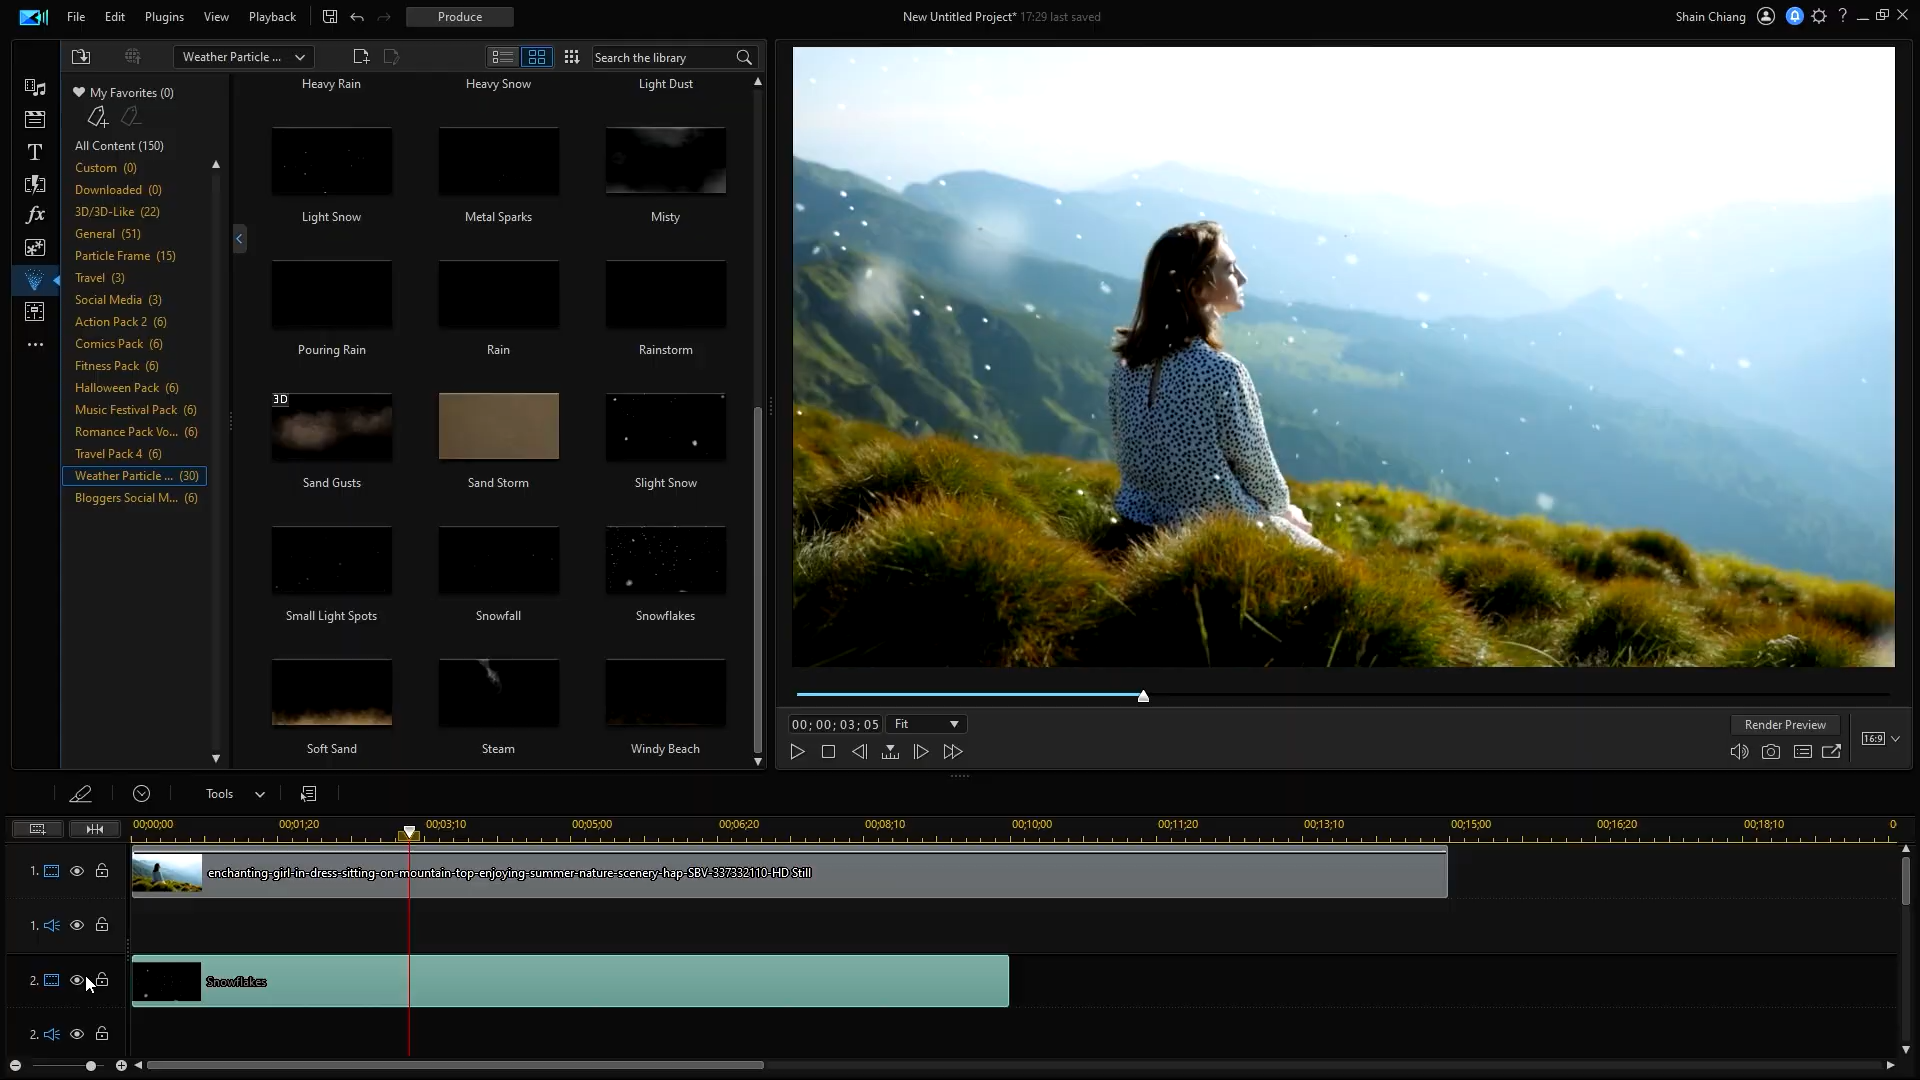 File Edit Plugins View Playback Produce New Untitled Project* 17:29 last saved Shain Chiang ?
Weather Particle ... Search the library
My Favorites (0)
All Content (150)
Custom (0)
Downloaded (0)
3D/3D-Like (22)
General (51)
Particle Frame (15)
Travel (3)
Social Media (3)
Action Pack 2 (6)
Comics Pack (6)
Fitness Pack (6)
Halloween Pack (6)
Music Festival Pack (6)
Romance Pack Vo... (6)
Travel Pack 4 (6)
Weather Particle ... (30)
Bloggers Social M... (6)
Heavy Rain Heavy Snow Light Dust
Light Snow Metal Sparks Misty
Pouring Rain Rain Rainstorm
3D
Sand Gusts Sand Storm Slight Snow
Small Light Spots Snowfall Snowflakes
Soft Sand Steam Windy Beach
00;00;03;05 Fit Render Preview
16:9
Tools
00;00;00 00;01;20 00;03;10 00;05;00 00;06;20 00;08;10 00;10;00 00;11;20 00;13;10 00;15;00 00;16;20 00;18;10 0
1. enchanting-girl-in-dress-sitting-on-mountain-top-enjoying-summer-nature-scenery-hap-SBV-337332110-HD Still
1.
2. Snowflakes
2.